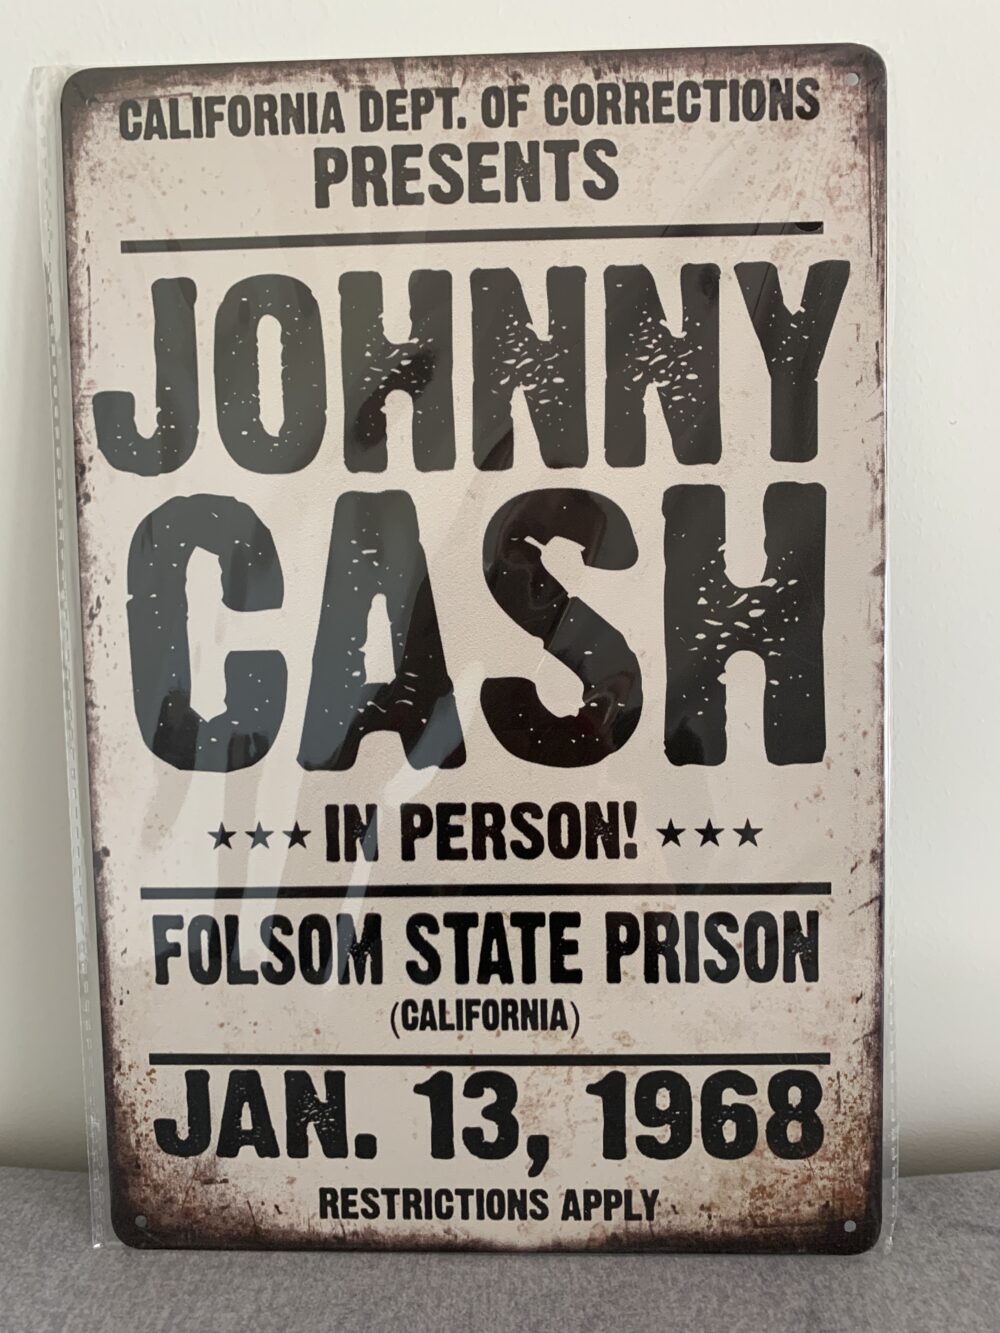 CALIFORNIA DEPT. OF CORRECTIONS
PRESENTS
JOHNNY
CASH
★★★ IN PERSON! ★★★
FOLSOM STATE PRISON
(CALIFORNIA)
JAN. 13, 1968
RESTRICTIONS APPLY